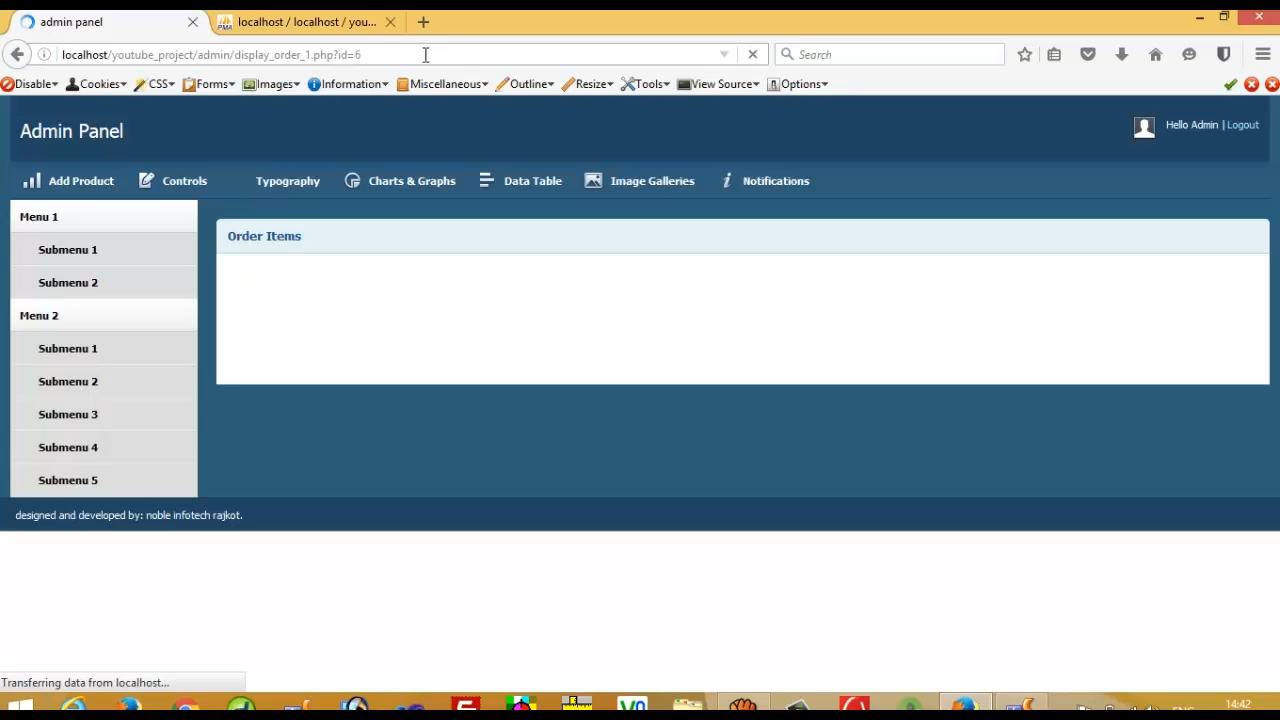 admin panel
localhost / localhost / you...
localhost/youtube_project/admin/display_order_1.php?id=6
Search
Disable Cookies CSS Forms Images Information Miscellaneous Outline Resize Tools View Source Options
Admin Panel
Hello Admin | Logout
Add Product Controls Typography Charts & Graphs Data Table Image Galleries Notifications
Menu 1
Submenu 1
Submenu 2
Menu 2
Submenu 1
Submenu 2
Submenu 3
Submenu 4
Submenu 5
Order Items
designed and developed by: noble infotech rajkot.
Transferring data from localhost...
14:42